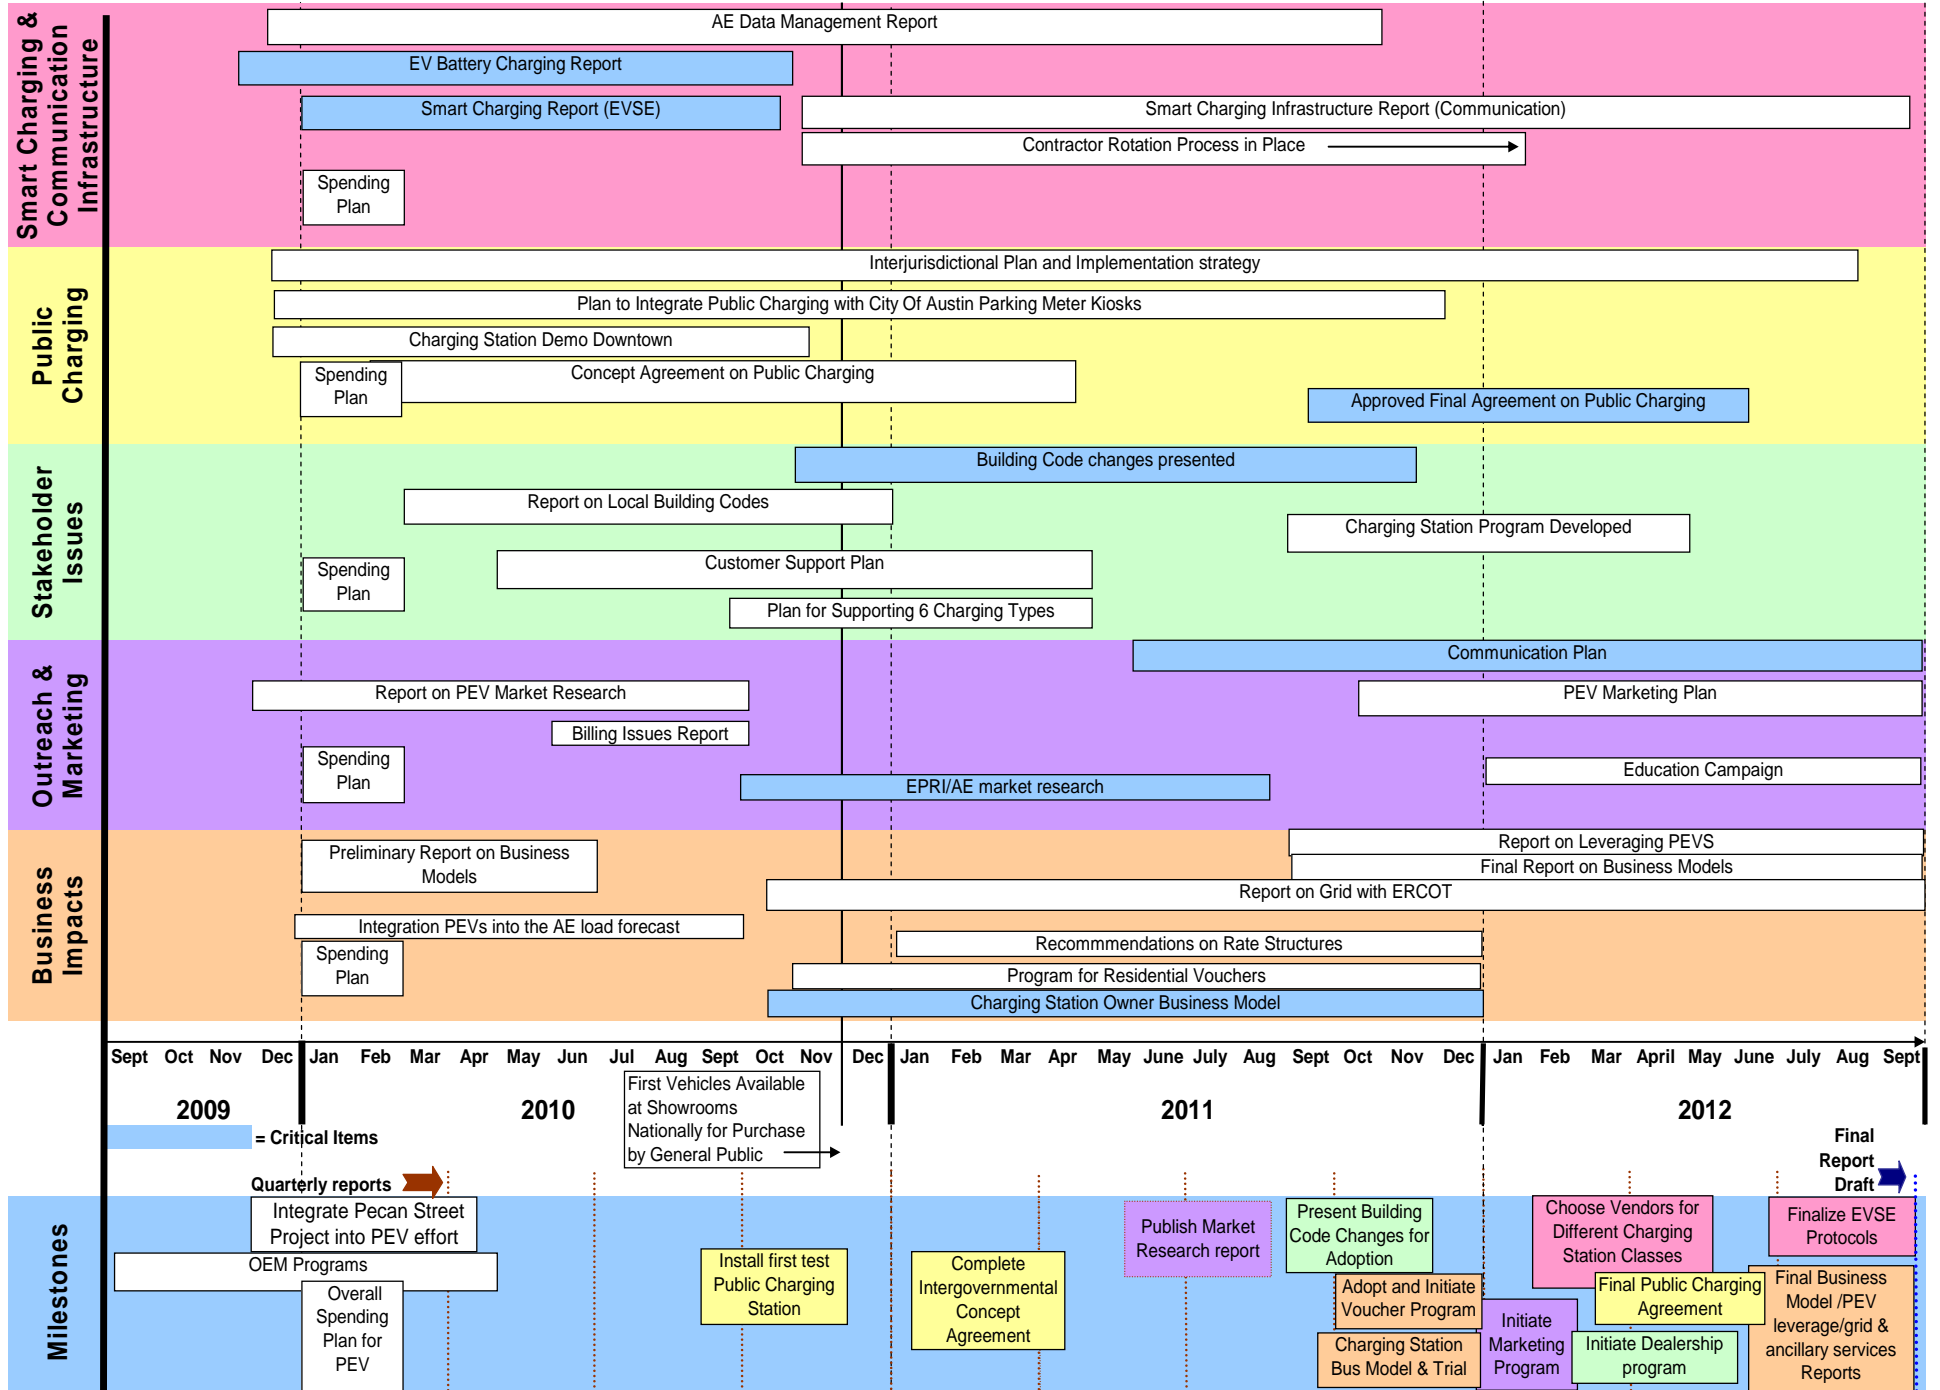 Smart Charging &
Communication
Infrastructure
AE Data Management Report
EV Battery Charging Report
Smart Charging Report (EVSE)
Smart Charging Infrastructure Report (Communication)
Contractor Rotation Process in Place
Spending
Plan
Public
Charging
Interjurisdictional Plan and Implementation strategy
Plan to Integrate Public Charging with City Of Austin Parking Meter Kiosks
Charging Station Demo Downtown
Spending
Plan
Concept Agreement on Public Charging
Approved Final Agreement on Public Charging
Stakeholder
Issues
Building Code changes presented
Report on Local Building Codes
Charging Station Program Developed
Customer Support Plan
Spending
Plan
Plan for Supporting 6 Charging Types
Outreach &
Marketing
Communication Plan
Report on PEV Market Research
PEV Marketing Plan
Billing Issues Report
Spending
Plan
Education Campaign
EPRI/AE market research
Business
Impacts
Report on Leveraging PEVS
Preliminary Report on Business
Models
Final Report on Business Models
Report on Grid with ERCOT
Integration PEVs into the AE load forecast
Spending
Plan
Recommmendations on Rate Structures
Program for Residential Vouchers
Charging Station Owner Business Model
Sept Oct Nov Dec Jan Feb Mar Apr May Jun Jul Aug Sept Oct Nov Dec Jan Feb Mar Apr May June July Aug Sept Oct Nov Dec Jan Feb Mar April May June July Aug Sept
2009 2010 2011 2012
First Vehicles Available
at Showrooms
Nationally for Purchase
by General Public
= Critical Items
Quarterly reports
Final
Report
Draft
Milestones
Integrate Pecan Street
Project into PEV effort
OEM Programs
Overall
Spending
Plan for
PEV
Install first test
Public Charging
Station
Complete
Intergovernmental
Concept
Agreement
Publish Market
Research report
Present Building
Code Changes for
Adoption
Adopt and Initiate
Voucher Program
Charging Station
Bus Model & Trial
Choose Vendors for
Different Charging
Station Classes
Final Public Charging
Agreement
Initiate
Marketing
Program
Initiate Dealership
program
Finalize EVSE
Protocols
Final Business
Model /PEV
leverage/grid &
ancillary services
Reports